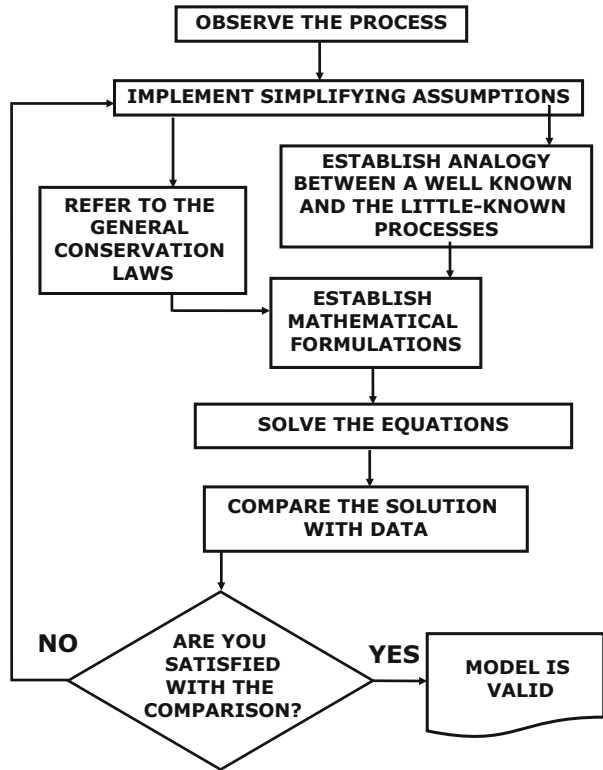 OBSERVE THE PROCESS
IMPLEMENT SIMPLIFYING ASSUMPTIONS
ESTABLISH ANALOGY
BETWEEN A WELL KNOWN
AND THE LITTLE-KNOWN
PROCESSES
REFER TO THE
GENERAL
CONSERVATION
LAWS
ESTABLISH
MATHEMATICAL
FORMULATIONS
SOLVE THE EQUATIONS
COMPARE THE SOLUTION
WITH DATA
NO
ARE YOU
SATISFIED
WITH THE
COMPARISON?
YES
MODEL IS
VALID